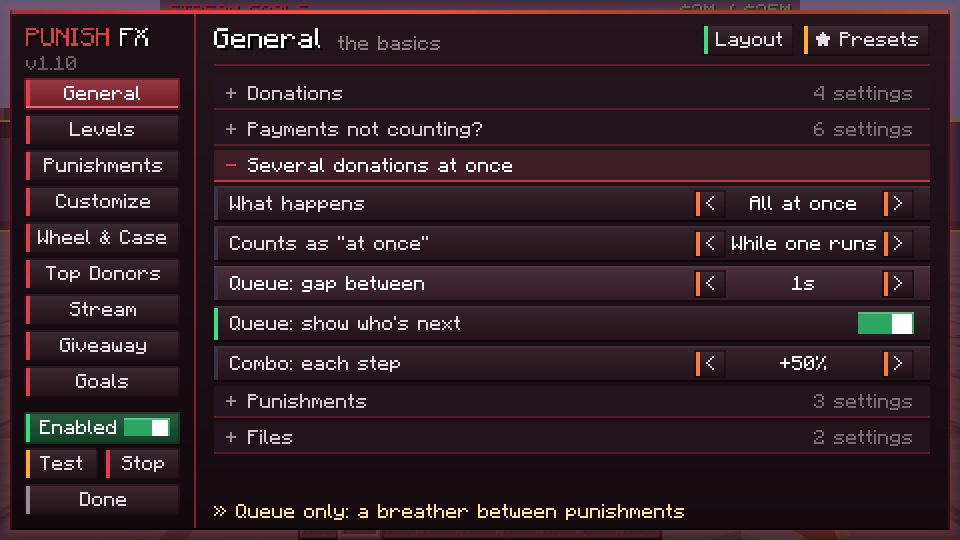 PUNISH FX
v1.10
General
Levels
Punishments
Customize
Wheel & Case
Top Donors
Stream
Giveaway
Goals
Enabled
Test
Stop
Done
General the basics
Layout
Presets
+ Donations 4 settings
+ Payments not counting? 6 settings
- Several donations at once
What happens < All at once >
Counts as "at once" < While one runs >
Queue: gap between < 1s >
Queue: show who's next
Combo: each step < +50% >
+ Punishments 3 settings
+ Files 2 settings
» Queue only: a breather between punishments